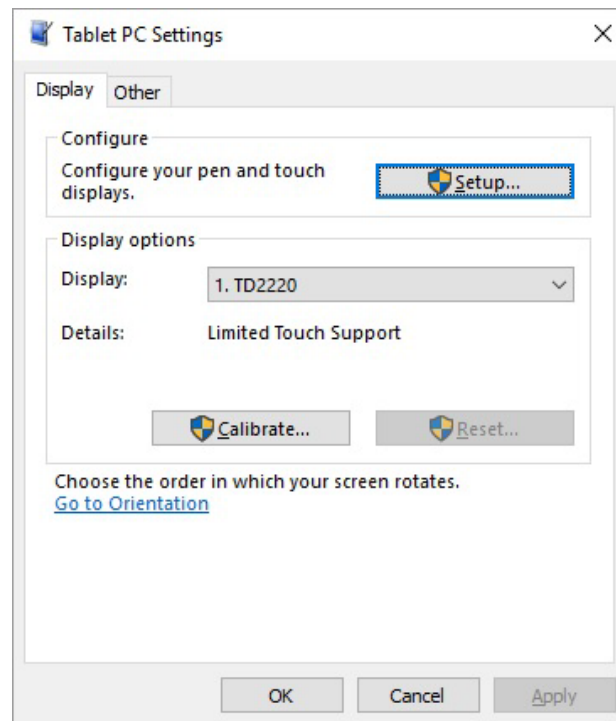 Tablet PC Settings
Display
Other
Configure
Configure your pen and touch
displays.
Setup...
Display options
Display:
1. TD2220
Details:
Limited Touch Support
Calibrate...
Reset...
Choose the order in which your screen rotates.
Go to Orientation
OK
Cancel
Apply